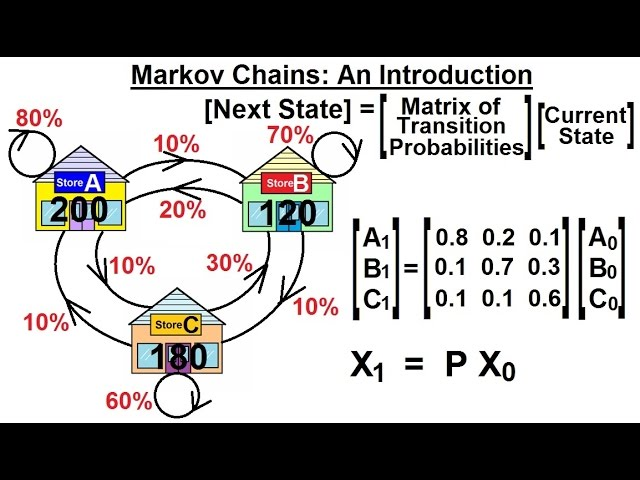 Markov Chains: An Introduction
[Next State] = [Matrix of Transition Probabilities] [Current State]
80%
10%
70%
Store A
200
Store B
120
20%
10%
30%
10%
10%
Store C
180
60%
[A₁] = [0.8 0.2 0.1] [A₀]
[B₁] = [0.1 0.7 0.3] [B₀]
[C₁] = [0.1 0.1 0.6] [C₀]
X₁ = P X₀